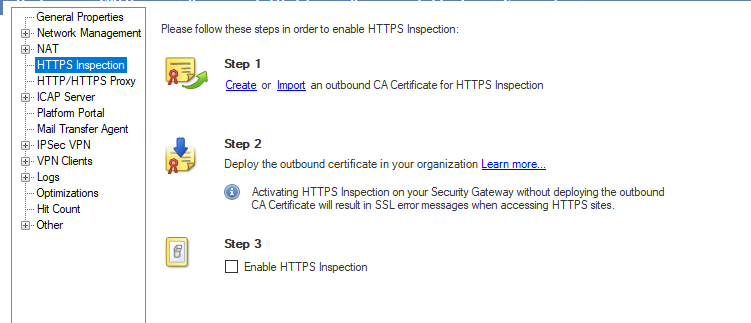 General Properties
Network Management
NAT
HTTPS Inspection
HTTP/HTTPS Proxy
ICAP Server
Platform Portal
Mail Transfer Agent
IPSec VPN
VPN Clients
Logs
Optimizations
Hit Count
Other
Please follow these steps in order to enable HTTPS Inspection:
Step 1
Create or Import an outbound CA Certificate for HTTPS Inspection
Step 2
Deploy the outbound certificate in your organization Learn more...
Activating HTTPS Inspection on your Security Gateway without deploying the outbound
CA Certificate will result in SSL error messages when accessing HTTPS sites.
Step 3
Enable HTTPS Inspection